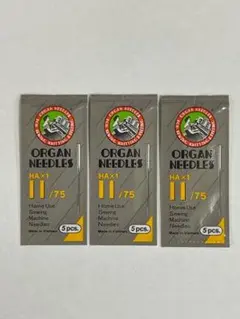 ORGAN
NEEDLES
HA×1
11/75
Home Use
Sewing
Machine
Needles
5 pcs.
ORGAN
NEEDLES
HA×1
11/75
Home Use
Sewing
Machine
Needles
5 pcs.
ORGAN
NEEDLES
HA×1
11/75
Home Use
Sewing
Machine
Needles
5 pcs.